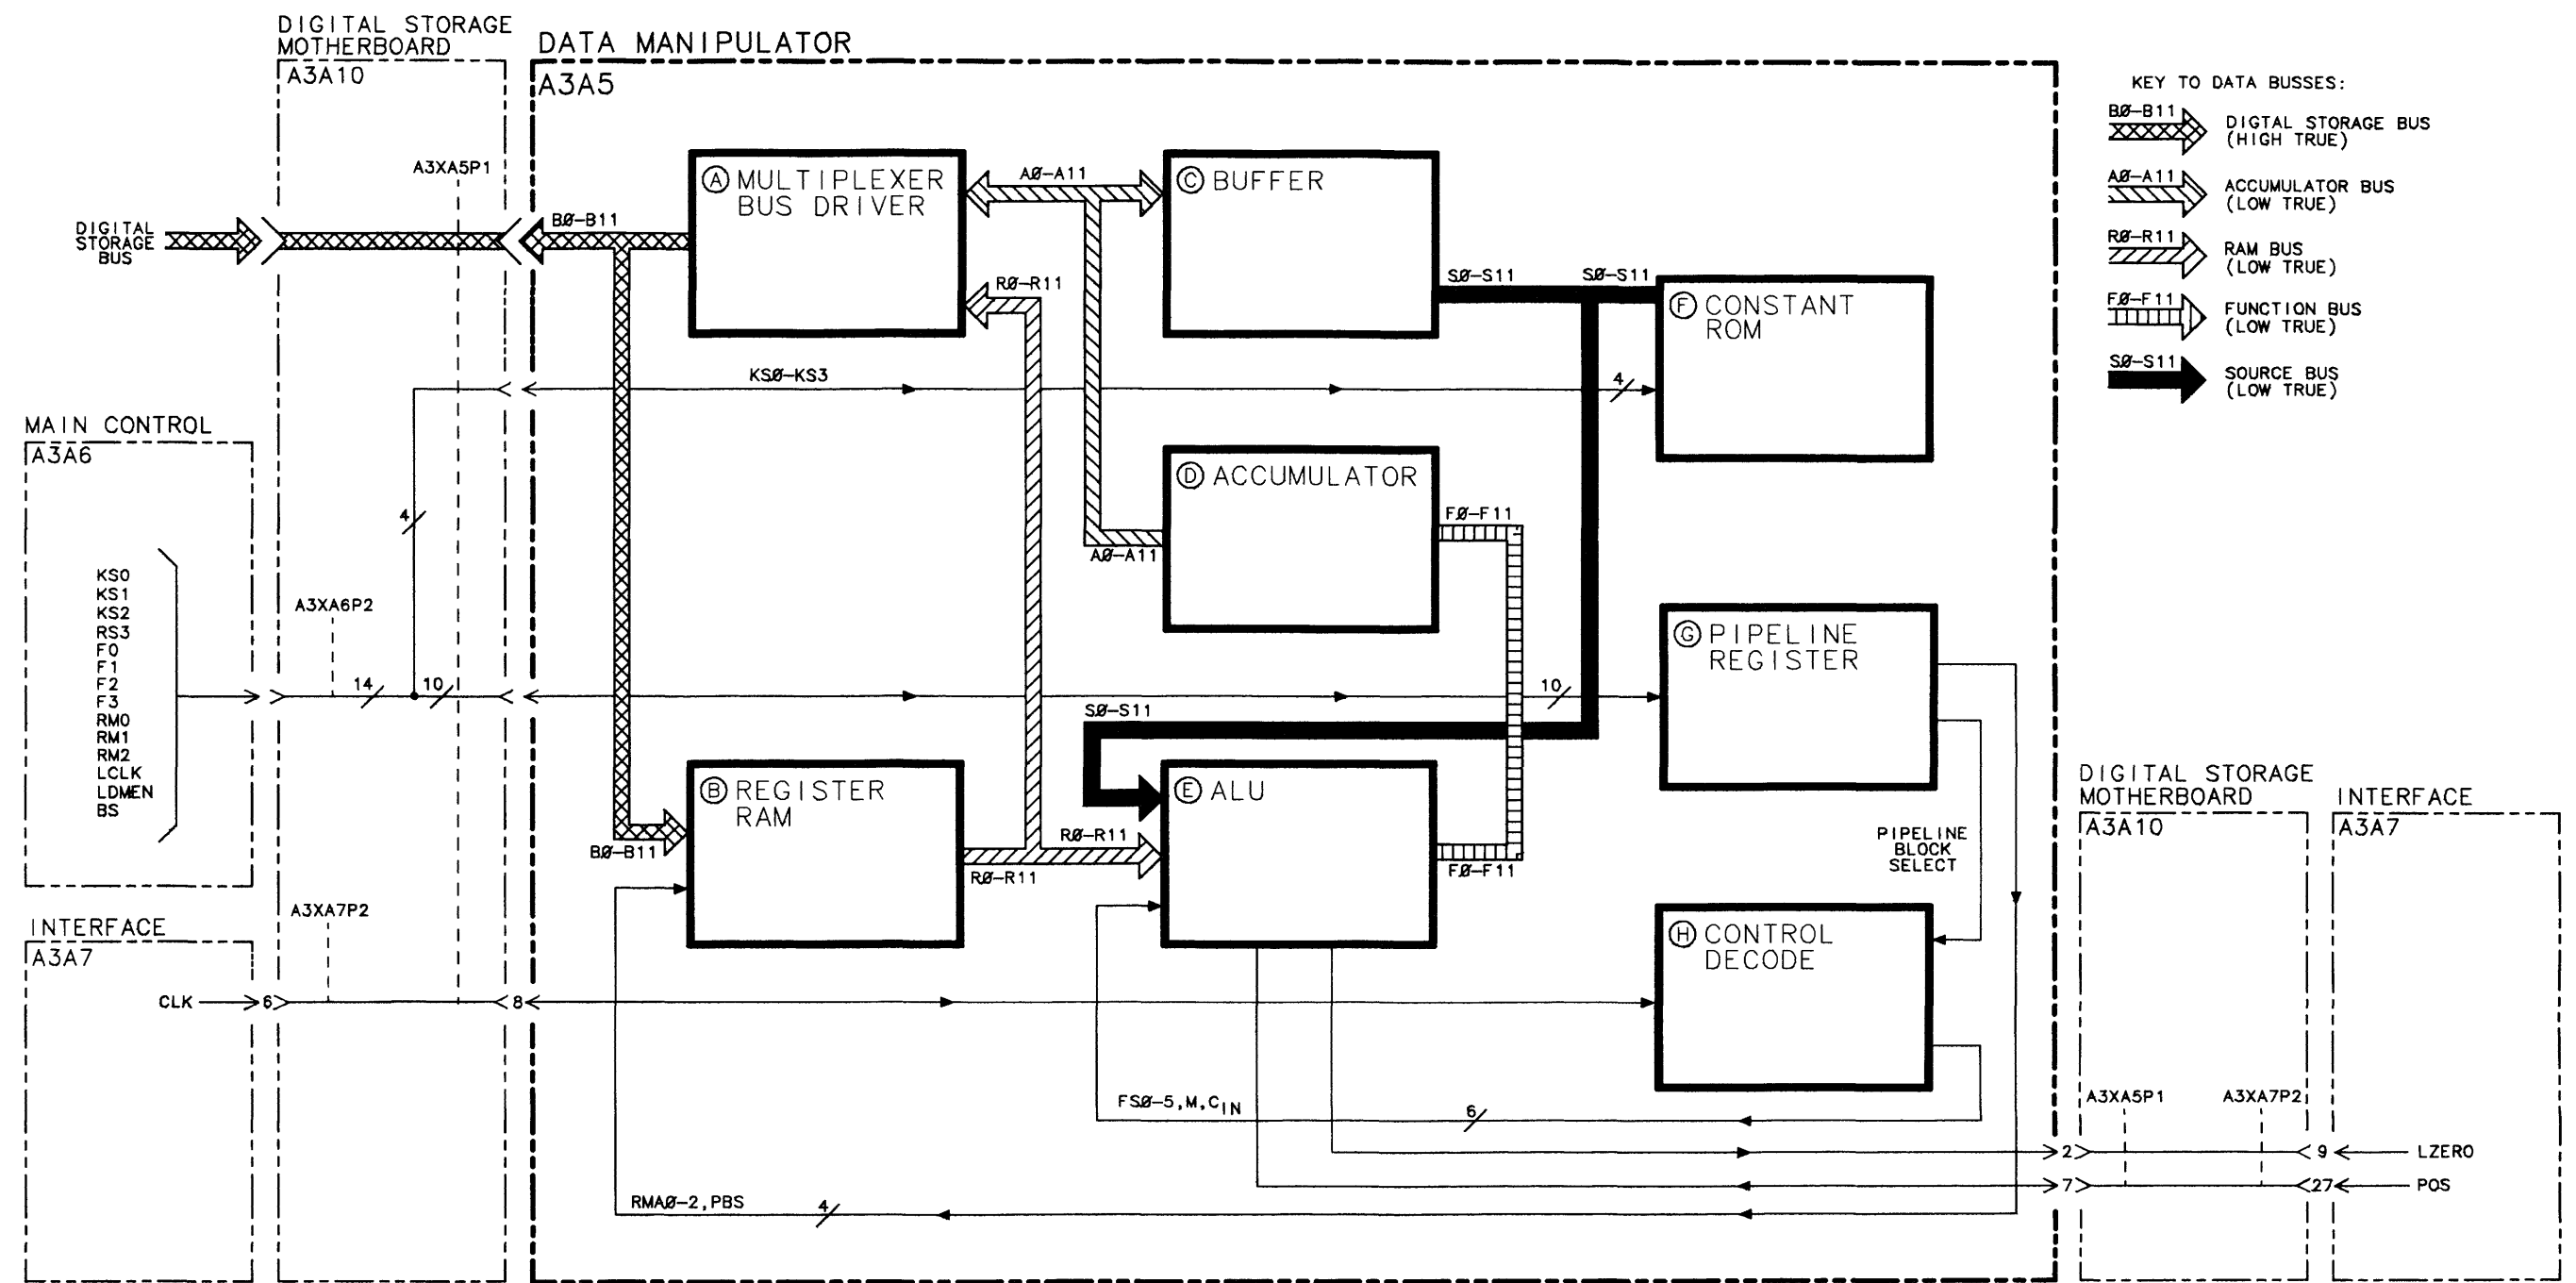 DIGITAL STORAGE
MOTHERBOARD
A3A10
DATA MANIPULATOR
A3A5
KEY TO DATA BUSSES:
BØ-B11
DIGTAL STORAGE BUS
(HIGH TRUE)
AØ-A11
ACCUMULATOR BUS
(LOW TRUE)
RØ-R11
RAM BUS
(LOW TRUE)
FØ-F11
FUNCTION BUS
(LOW TRUE)
SØ-S11
SOURCE BUS
(LOW TRUE)
A3XA5P1
DIGITAL
STORAGE
BUS
BØ-B11
A MULTIPLEXER
BUS DRIVER
AØ-A11
C BUFFER
RØ-R11
SØ-S11
SØ-S11
F CONSTANT
ROM
KSØ-KS3
4
MAIN CONTROL
A3A6
4
D ACCUMULATOR
FØ-F11
AØ-A11
KS0
KS1
KS2
RS3
F0
F1
F2
F3
RM0
RM1
RM2
LCLK
LDMEN
BS
A3XA6P2
14
10
10
G PIPELINE
REGISTER
SØ-S11
B REGISTER
RAM
E ALU
BØ-B11
RØ-R11
RØ-R11
FØ-F11
PIPELINE
BLOCK
SELECT
DIGITAL STORAGE
MOTHERBOARD
A3A10
INTERFACE
A3A7
INTERFACE
A3A7
A3XA7P2
CLK
6
8
H CONTROL
DECODE
FSØ-5,M,CIN
6
A3XA5P1
A3XA7P2
2
9
LZERO
7
27
POS
RMAØ-2,PBS
4